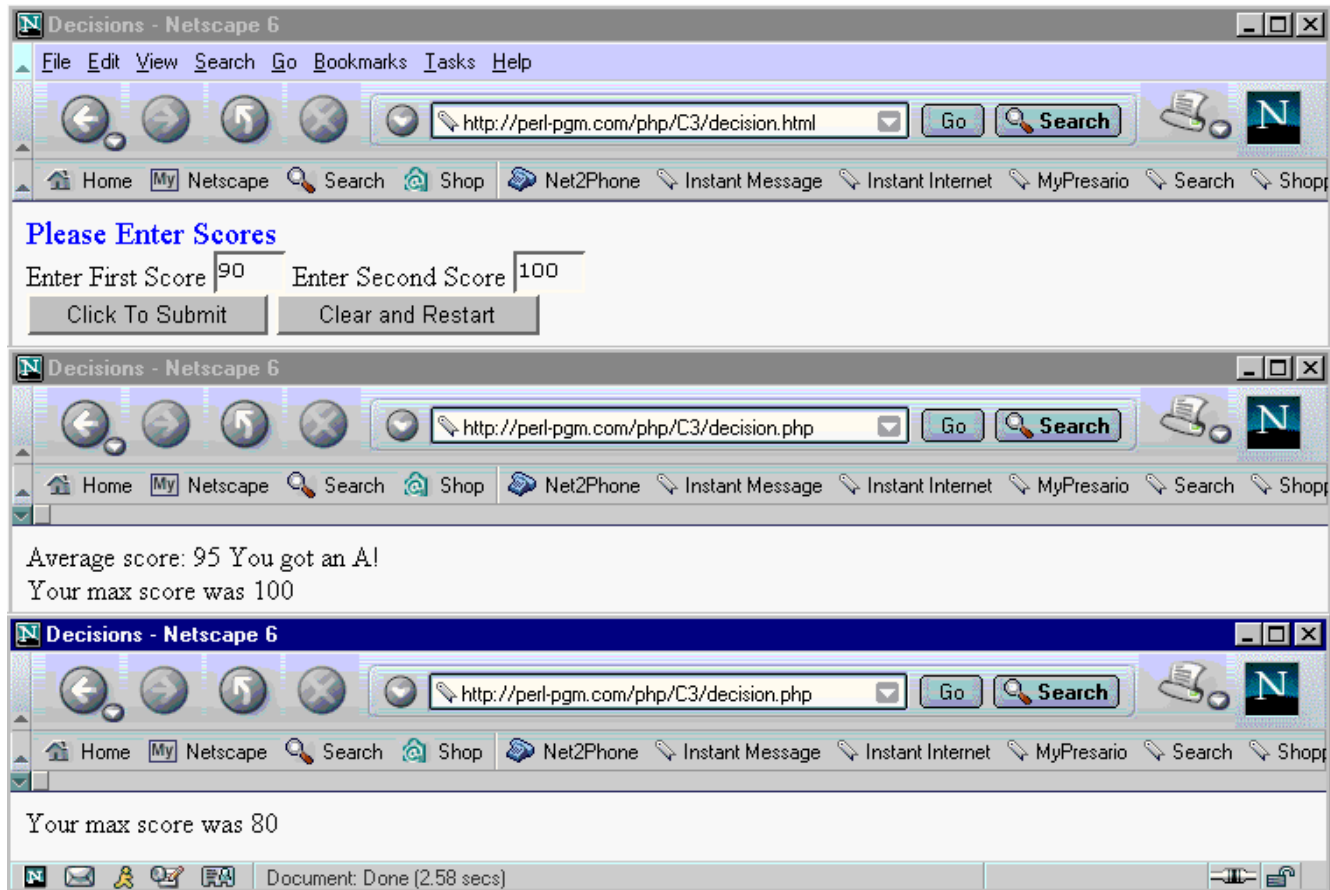 N Decisions - Netscape 6
File Edit View Search Go Bookmarks Tasks Help
http://perl-pgm.com/php/C3/decision.html Go Search N
Home My Netscape Search Shop Net2Phone Instant Message Instant Internet MyPresario Search Shopp
Please Enter Scores
Enter First Score 90 Enter Second Score 100
Click To Submit Clear and Restart
N Decisions - Netscape 6
http://perl-pgm.com/php/C3/decision.php Go Search N
Home My Netscape Search Shop Net2Phone Instant Message Instant Internet MyPresario Search Shopp
Average score: 95 You got an A!
Your max score was 100
N Decisions - Netscape 6
http://perl-pgm.com/php/C3/decision.php Go Search N
Home My Netscape Search Shop Net2Phone Instant Message Instant Internet MyPresario Search Shopp
Your max score was 80
N Document: Done (2.58 secs)